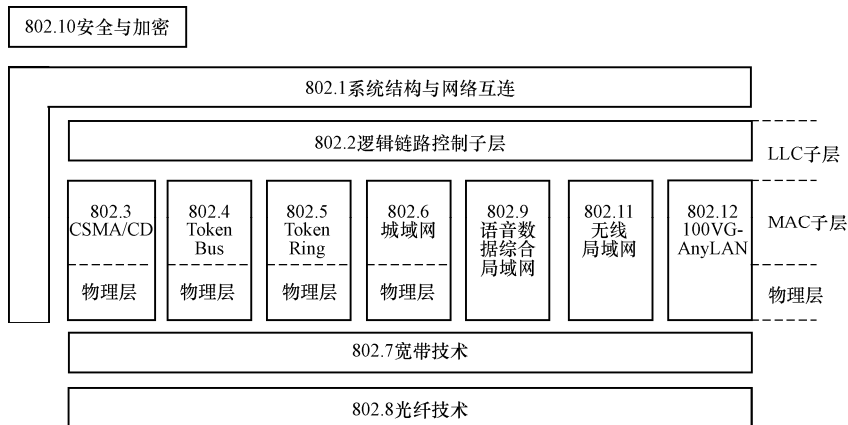 802.10安全与加密
802.1系统结构与网络互连
802.2逻辑链路控制子层
LLC子层
802.3
CSMA/CD
物理层
802.4
Token
Bus
物理层
802.5
Token
Ring
物理层
802.6
城域网
物理层
802.9
语音数
据综合
局域网
802.11
无线
局域网
802.12
100VG-
AnyLAN
MAC子层
物理层
802.7宽带技术
802.8光纤技术